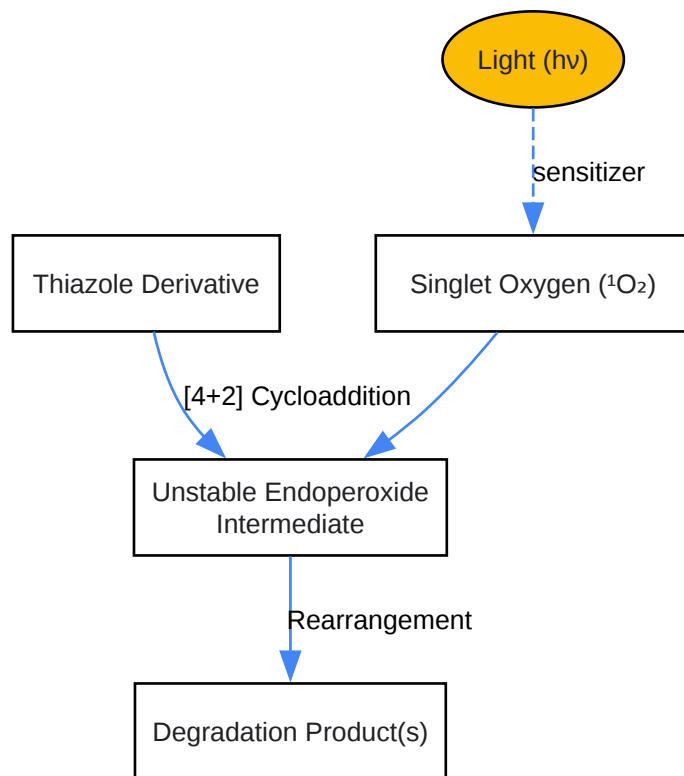 Light (hν)
sensitizer
Thiazole Derivative
Singlet Oxygen (¹O₂)
[4+2] Cycloaddition
Unstable Endoperoxide
Intermediate
Rearrangement
Degradation Product(s)